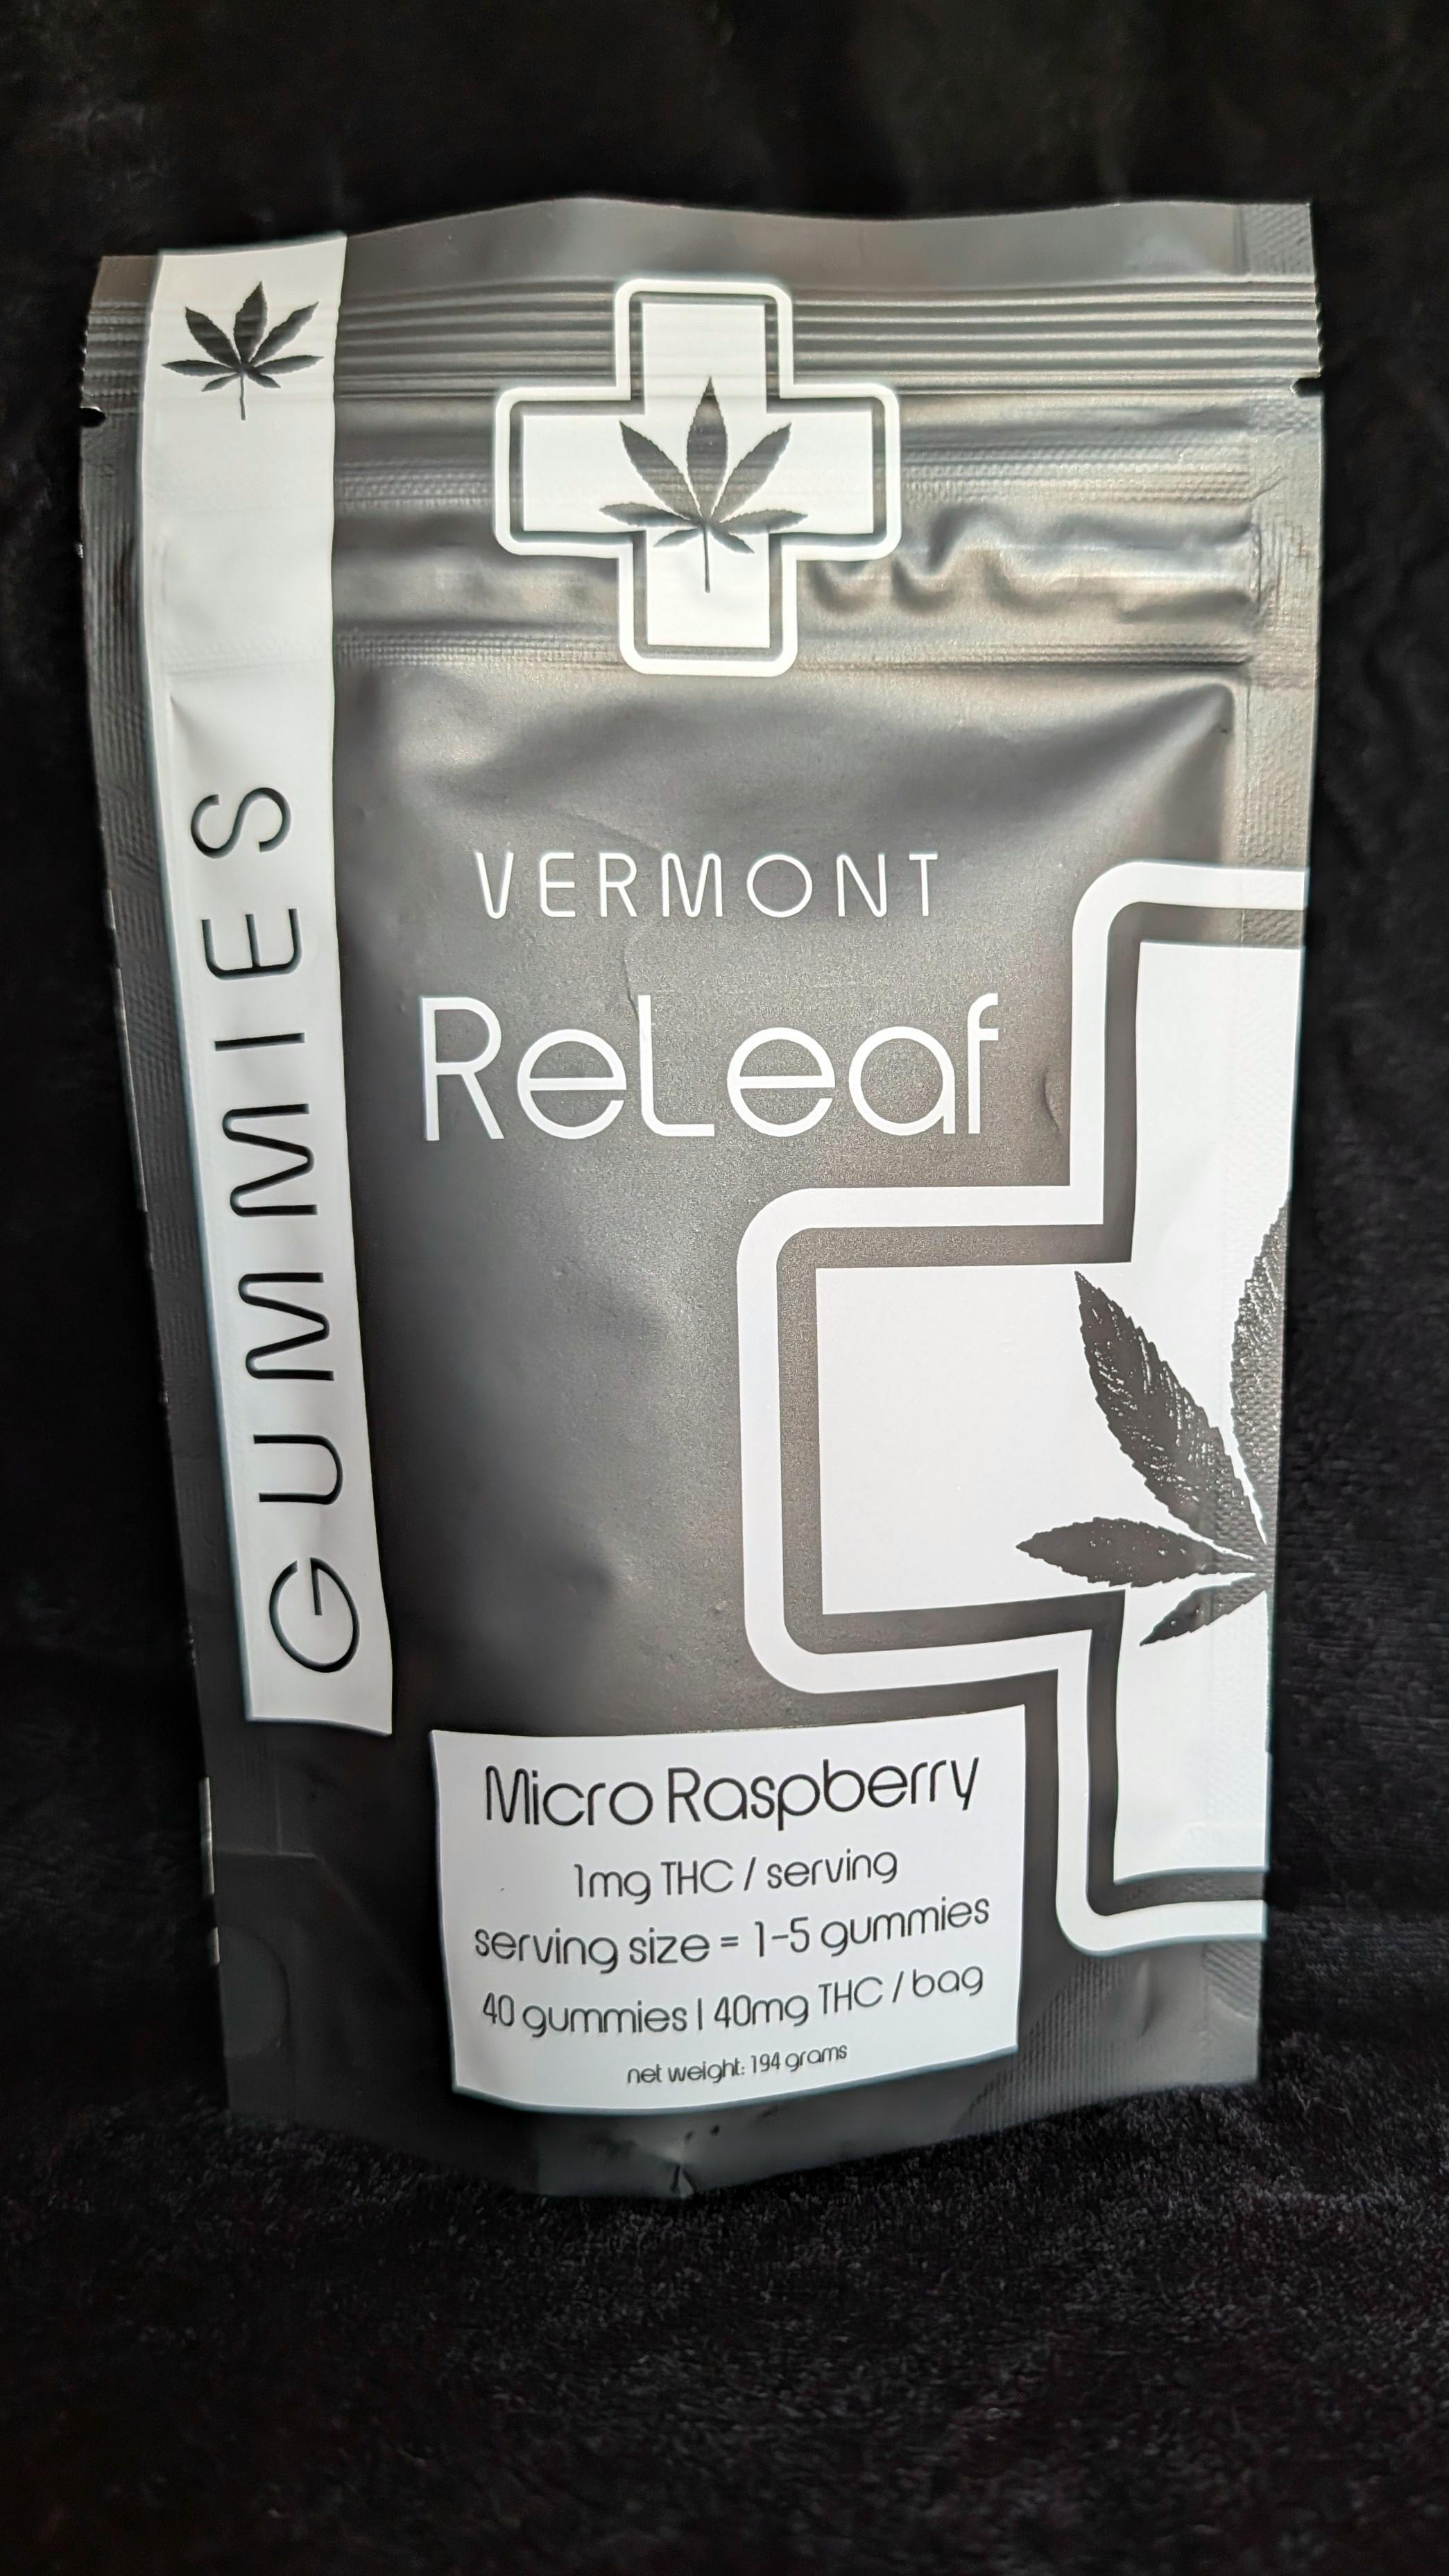 GUMMIES
VERMONT
ReLeaf
Micro Raspberry
1mg THC / serving
serving size = 1-5 gummies
40 gummies | 40mg THC / bag
net weight: 194 grams